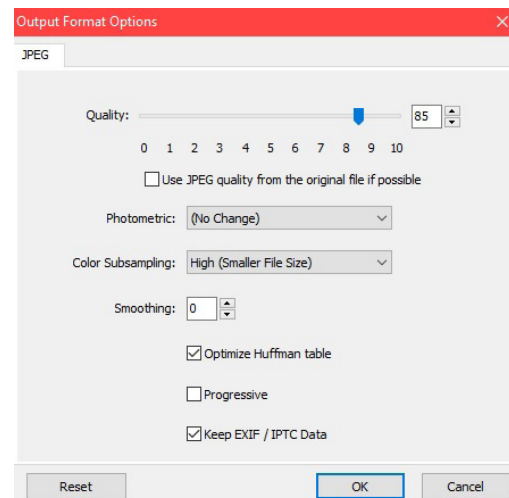 Output Format Options
JPEG
Quality: 85
0 1 2 3 4 5 6 7 8 9 10
Use JPEG quality from the original file if possible
Photometric: (No Change)
Color Subsampling: High (Smaller File Size)
Smoothing: 0
Optimize Huffman table
Progressive
Keep EXIF / IPTC Data
Reset OK Cancel